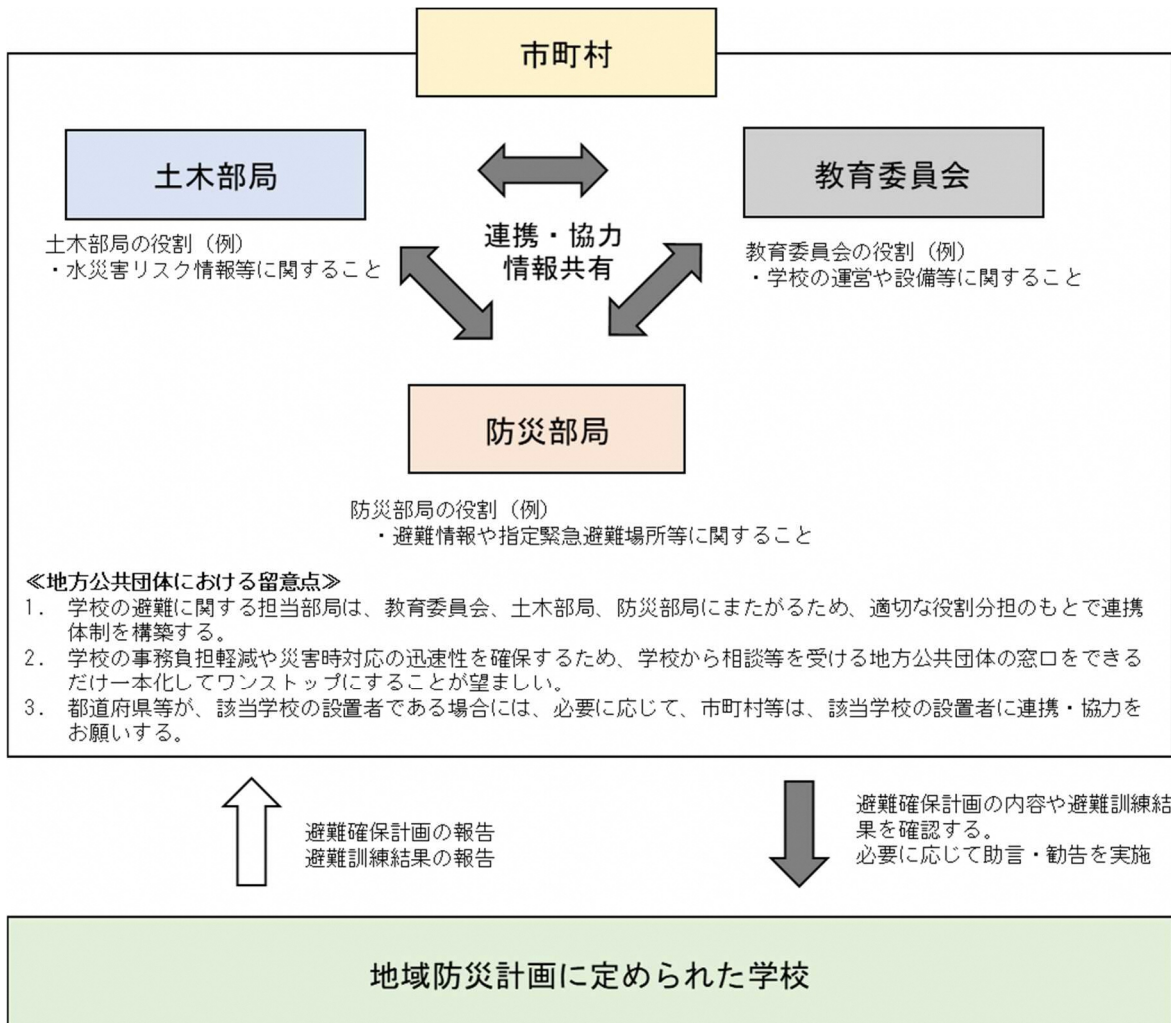 市町村
土木部局
教育委員会
連携・協力
情報共有
土木部局の役割（例）
・水災害リスク情報等に関すること
教育委員会の役割（例）
・学校の運営や設備等に関すること
防災部局
防災部局の役割（例）
・避難情報や指定緊急避難場所等に関すること
≪地方公共団体における留意点≫
1. 学校の避難に関する担当部局は、教育委員会、土木部局、防災部局にまたがるため、適切な役割分担のもとで連携
体制を構築する。
2. 学校の事務負担軽減や災害時対応の迅速性を確保するため、学校から相談等を受ける地方公共団体の窓口をできる
だけ一本化してワンストップにすることが望ましい。
3. 都道府県等が、該当学校の設置者である場合には、必要に応じて、市町村等は、該当学校の設置者に連携・協力を
お願いする。
避難確保計画の報告
避難訓練結果の報告
避難確保計画の内容や避難訓練結
果を確認する。
必要に応じて助言・勧告を実施
地域防災計画に定められた学校